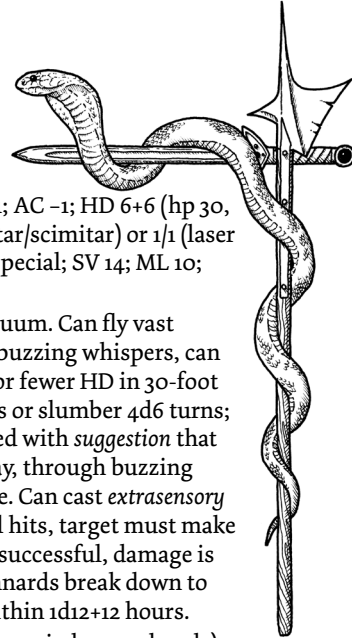 ; AC –1; HD 6+6 (hp 30,
tar/scimitar) or 1/1 (laser
pecial; SV 14; ML 10;
uum. Can fly vast
buzzing whispers, can
or fewer HD in 30-foot
s or slumber 4d6 turns;
ed with suggestion that
y, through buzzing
e. Can cast extrasensory
l hits, target must make
successful, damage is
nards break down to
ithin 1d12+12 hours.